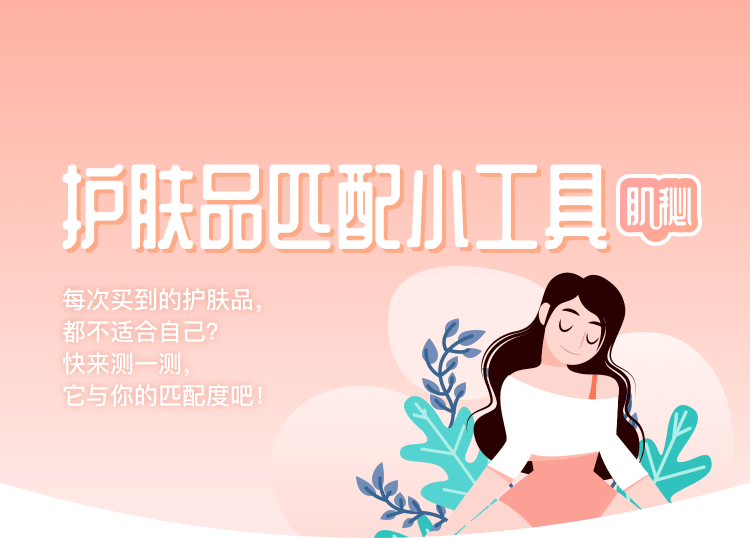 护肤品匹配小工具
肌秘
每次买到的护肤品，
都不适合自己？
快来测一测，
它与你的匹配度吧！